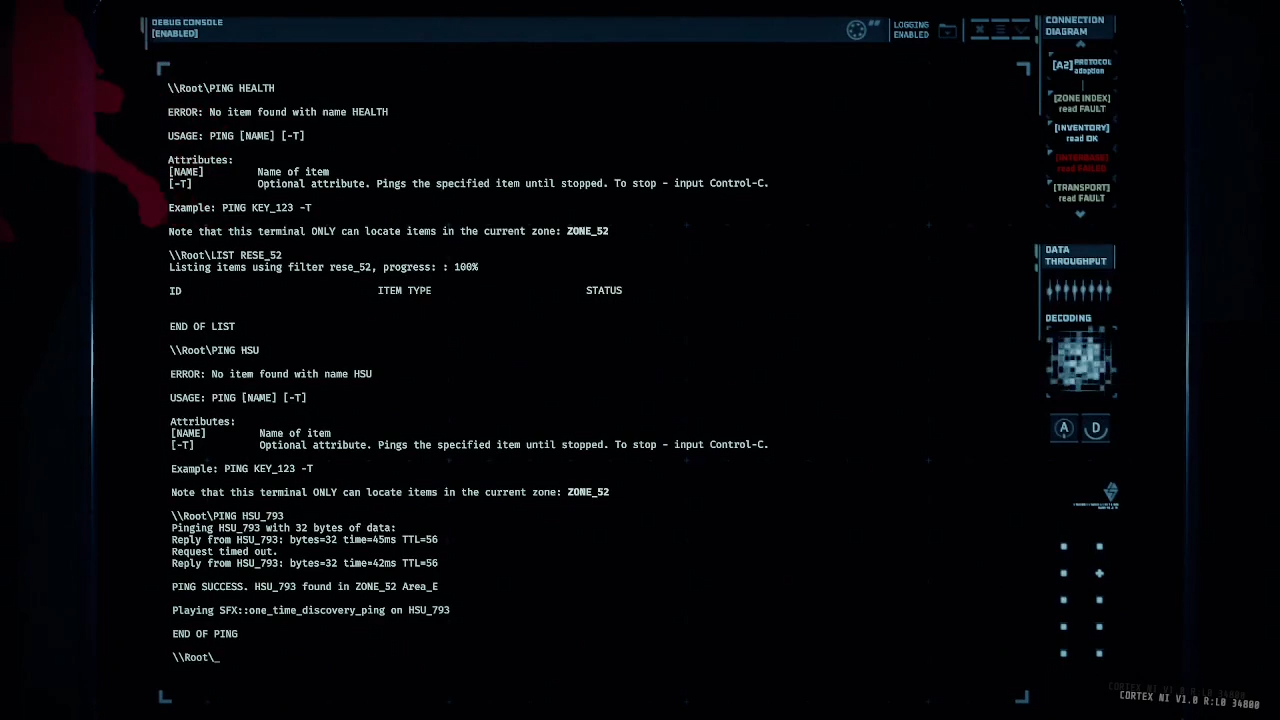 DEBUG CONSOLE
[ENABLED]
LOGGING
ENABLED
\\Root\PING HEALTH
ERROR: No item found with name HEALTH
USAGE: PING [NAME] [-T]
Attributes:
[NAME] Name of item
[-T] Optional attribute. Pings the specified item until stopped. To stop - input Control-C.
Example: PING KEY_123 -T
Note that this terminal ONLY can locate items in the current zone: ZONE_52
\\Root\LIST RESE_52
Listing items using filter rese_52, progress: : 100%
ID ITEM TYPE STATUS
END OF LIST
\\Root\PING HSU
ERROR: No item found with name HSU
USAGE: PING [NAME] [-T]
Attributes:
[NAME] Name of item
[-T] Optional attribute. Pings the specified item until stopped. To stop - input Control-C.
Example: PING KEY_123 -T
Note that this terminal ONLY can locate items in the current zone: ZONE_52
\\Root\PING HSU_793
Pinging HSU_793 with 32 bytes of data:
Reply from HSU_793: bytes=32 time=45ms TTL=56
Request timed out.
Reply from HSU_793: bytes=32 time=42ms TTL=56
PING SUCCESS. HSU_793 found in ZONE_52 Area_E
Playing SFX::one_time_discovery_ping on HSU_793
END OF PING
\\Root\_
CONNECTION
DIAGRAM
[A2] PROTOCOL
adaption
[ZONE INDEX]
read FAULT
[INVENTORY]
read OK
[INTERBASE]
read FAILED
[TRANSPORT]
read FAULT
DATA
THROUGHPUT
DECODING
A D
CORTEX NI V1.0 R:L0 34800